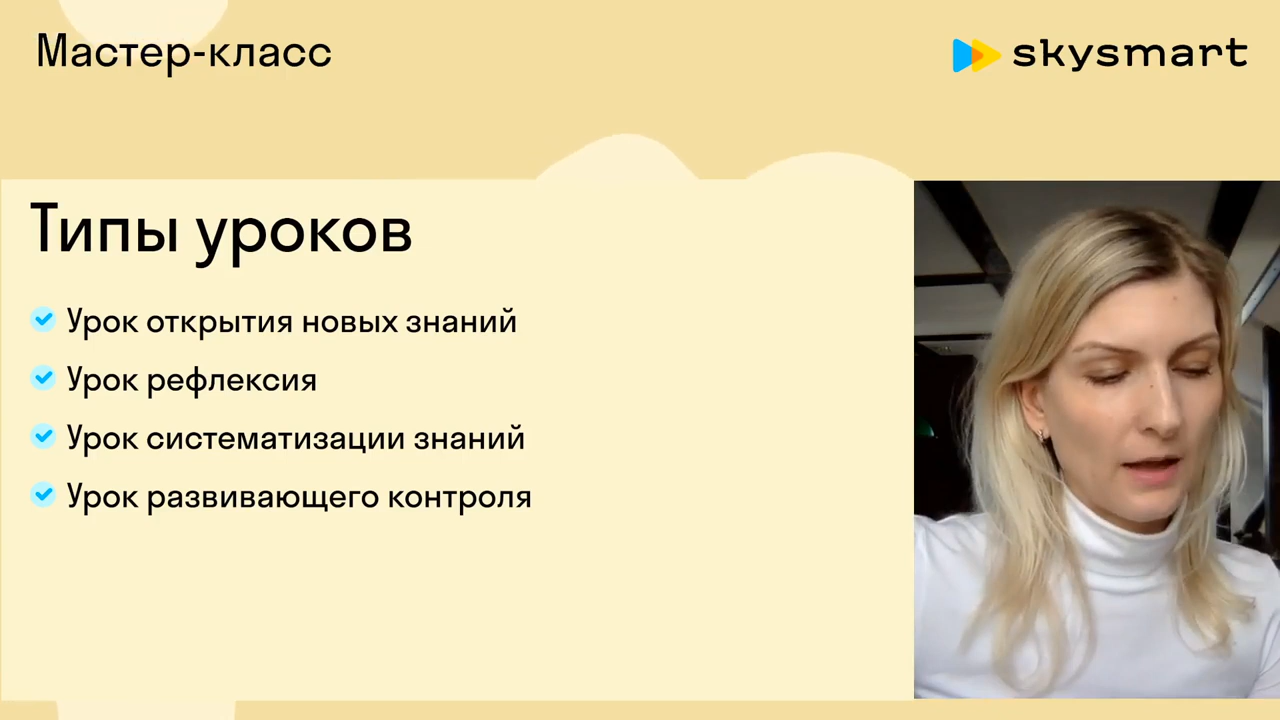 Мастер-класс
skysmart
Типы уроков
Урок открытия новых знаний
Урок рефлексия
Урок систематизации знаний
Урок развивающего контроля